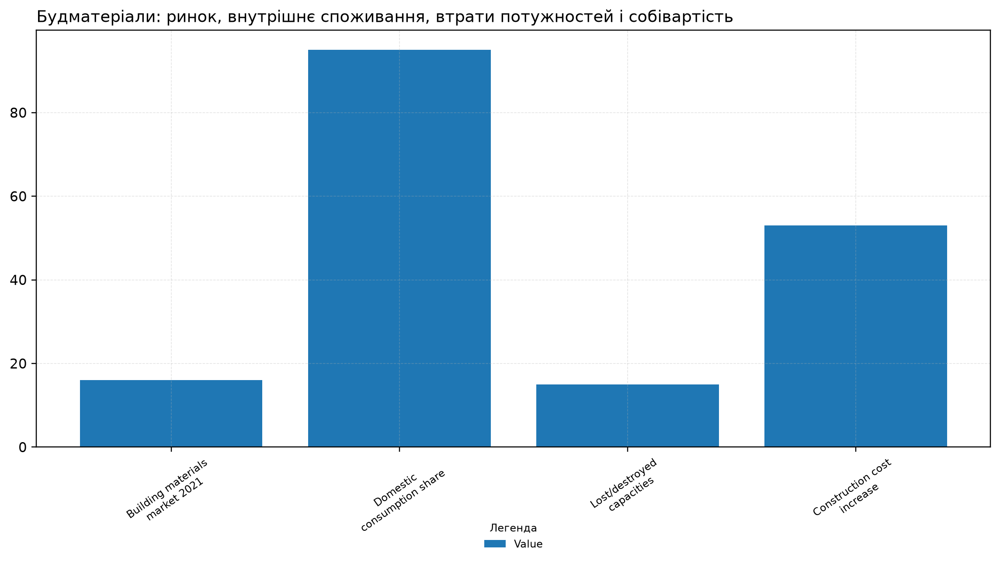 Будматеріали: ринок, внутрішнє споживання, втрати потужностей і собівартість
80
60
40
20
0
Building materials
market 2021
Domestic
consumption share
Lost/destroyed
capacities
Construction cost
increase
Легенда
Value